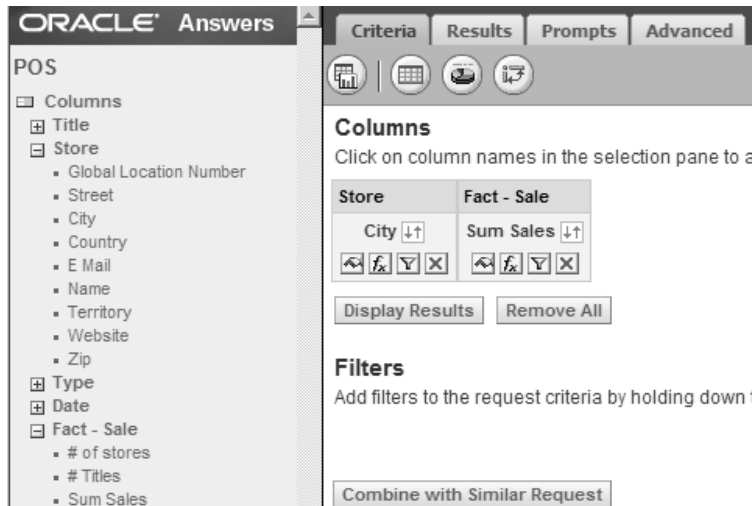 ORACLE Answers
POS
Columns
Title
Store
Global Location Number
Street
City
Country
E Mail
Name
Territory
Website
Zip
Type
Date
Fact - Sale
# of stores
# Titles
Sum Sales
Criteria Results Prompts Advanced
Columns
Click on column names in the selection pane to a
Store Fact - Sale
City Sum Sales
fx fx
Display Results Remove All
Filters
Add filters to the request criteria by holding down
Combine with Similar Request